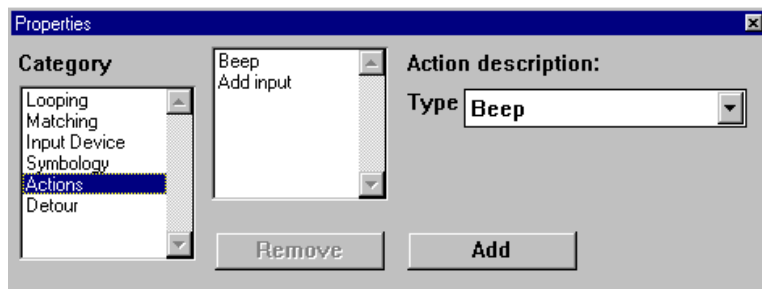 Properties
Category
Looping
Matching
Input Device
Symbology
Actions
Detour
Beep
Add input
Remove
Action description:
Type Beep
Add